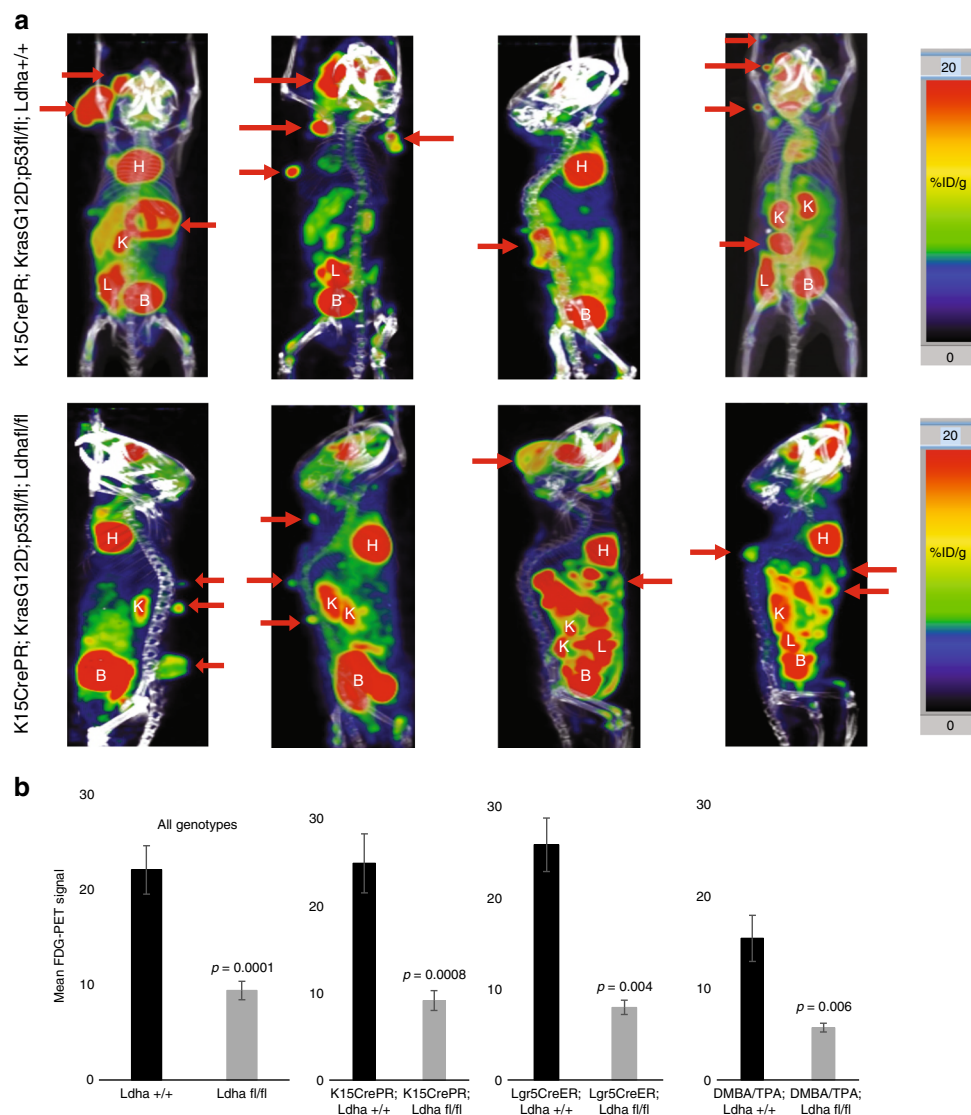 a
K15CrePR; KrasG12D;p53fl/fl; Ldha+/+
H
K
L
B
L
B
H
B
K
K
L
B
20
%ID/g
0
K15CrePR; KrasG12D;p53fl/fl; Ldhafl/fl
H
K
B
H
K
K
B
H
K
K
L
B
H
K
L
B
20
%ID/g
0
b
Mean FDG-PET signal
30
20
10
0
All genotypes
p = 0.0001
Ldha +/+
Ldha fl/fl
30
20
10
0
p = 0.0008
K15CrePR;
Ldha +/+
K15CrePR;
Ldha fl/fl
30
20
10
0
p = 0.004
Lgr5CreER;
Ldha +/+
Lgr5CreER;
Ldha fl/fl
30
20
10
0
p = 0.006
DMBA/TPA;
Ldha +/+
DMBA/TPA;
Ldha fl/fl